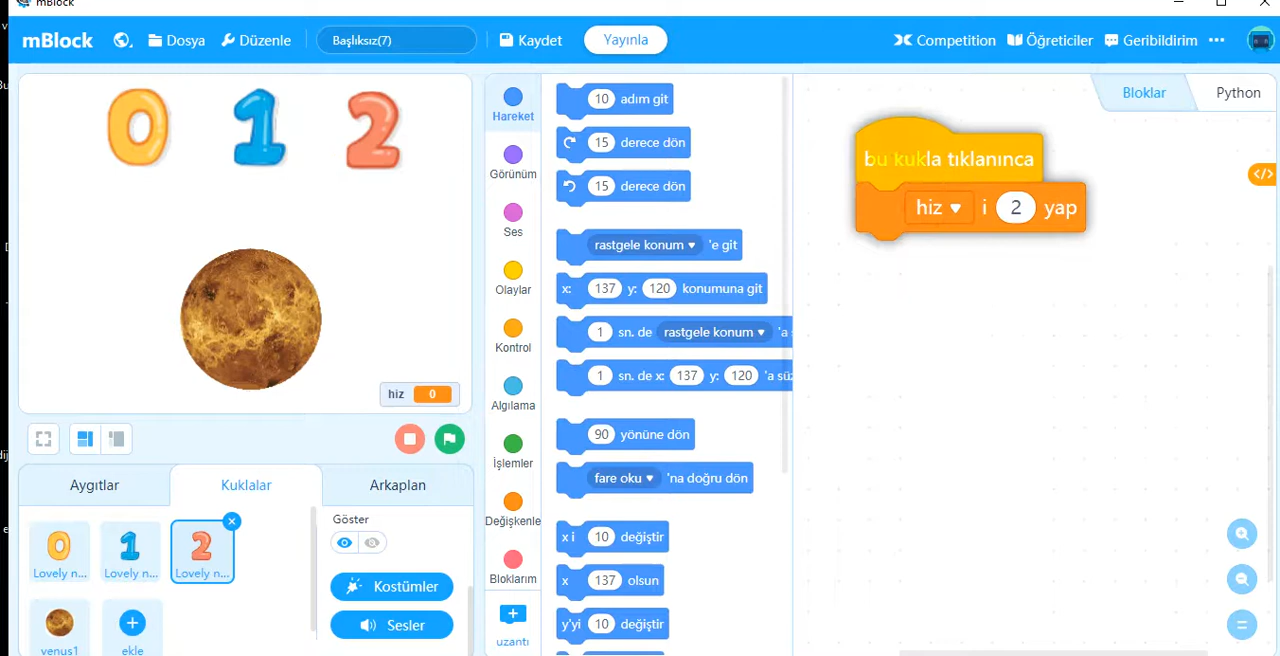 mBlock
mBlock Dosya Düzenle Başlıksız(7) Kaydet Yayınla Competition Öğreticiler Geribildirim
0 1 2
hiz 0
Aygıtlar Kuklalar Arkaplan
0 1 2
Lovely n... Lovely n... Lovely n...
venus1 ekle
Göster
Kostümler
Sesler
Hareket
Görünüm
Ses
Olaylar
Kontrol
Algılama
İşlemler
Değişkenle
Bloklarım
uzantı
10 adım git
15 derece dön
15 derece dön
rastgele konum 'e git
x: 137 y: 120 konumuna git
1 sn. de rastgele konum 'a s
1 sn. de x: 137 y: 120 'a süz
90 yönüne dön
fare oku 'na doğru dön
x i 10 değiştir
x 137 olsun
y'yi 10 değiştir
Bloklar Python
bu kukla tıklanınca
hiz i 2 yap